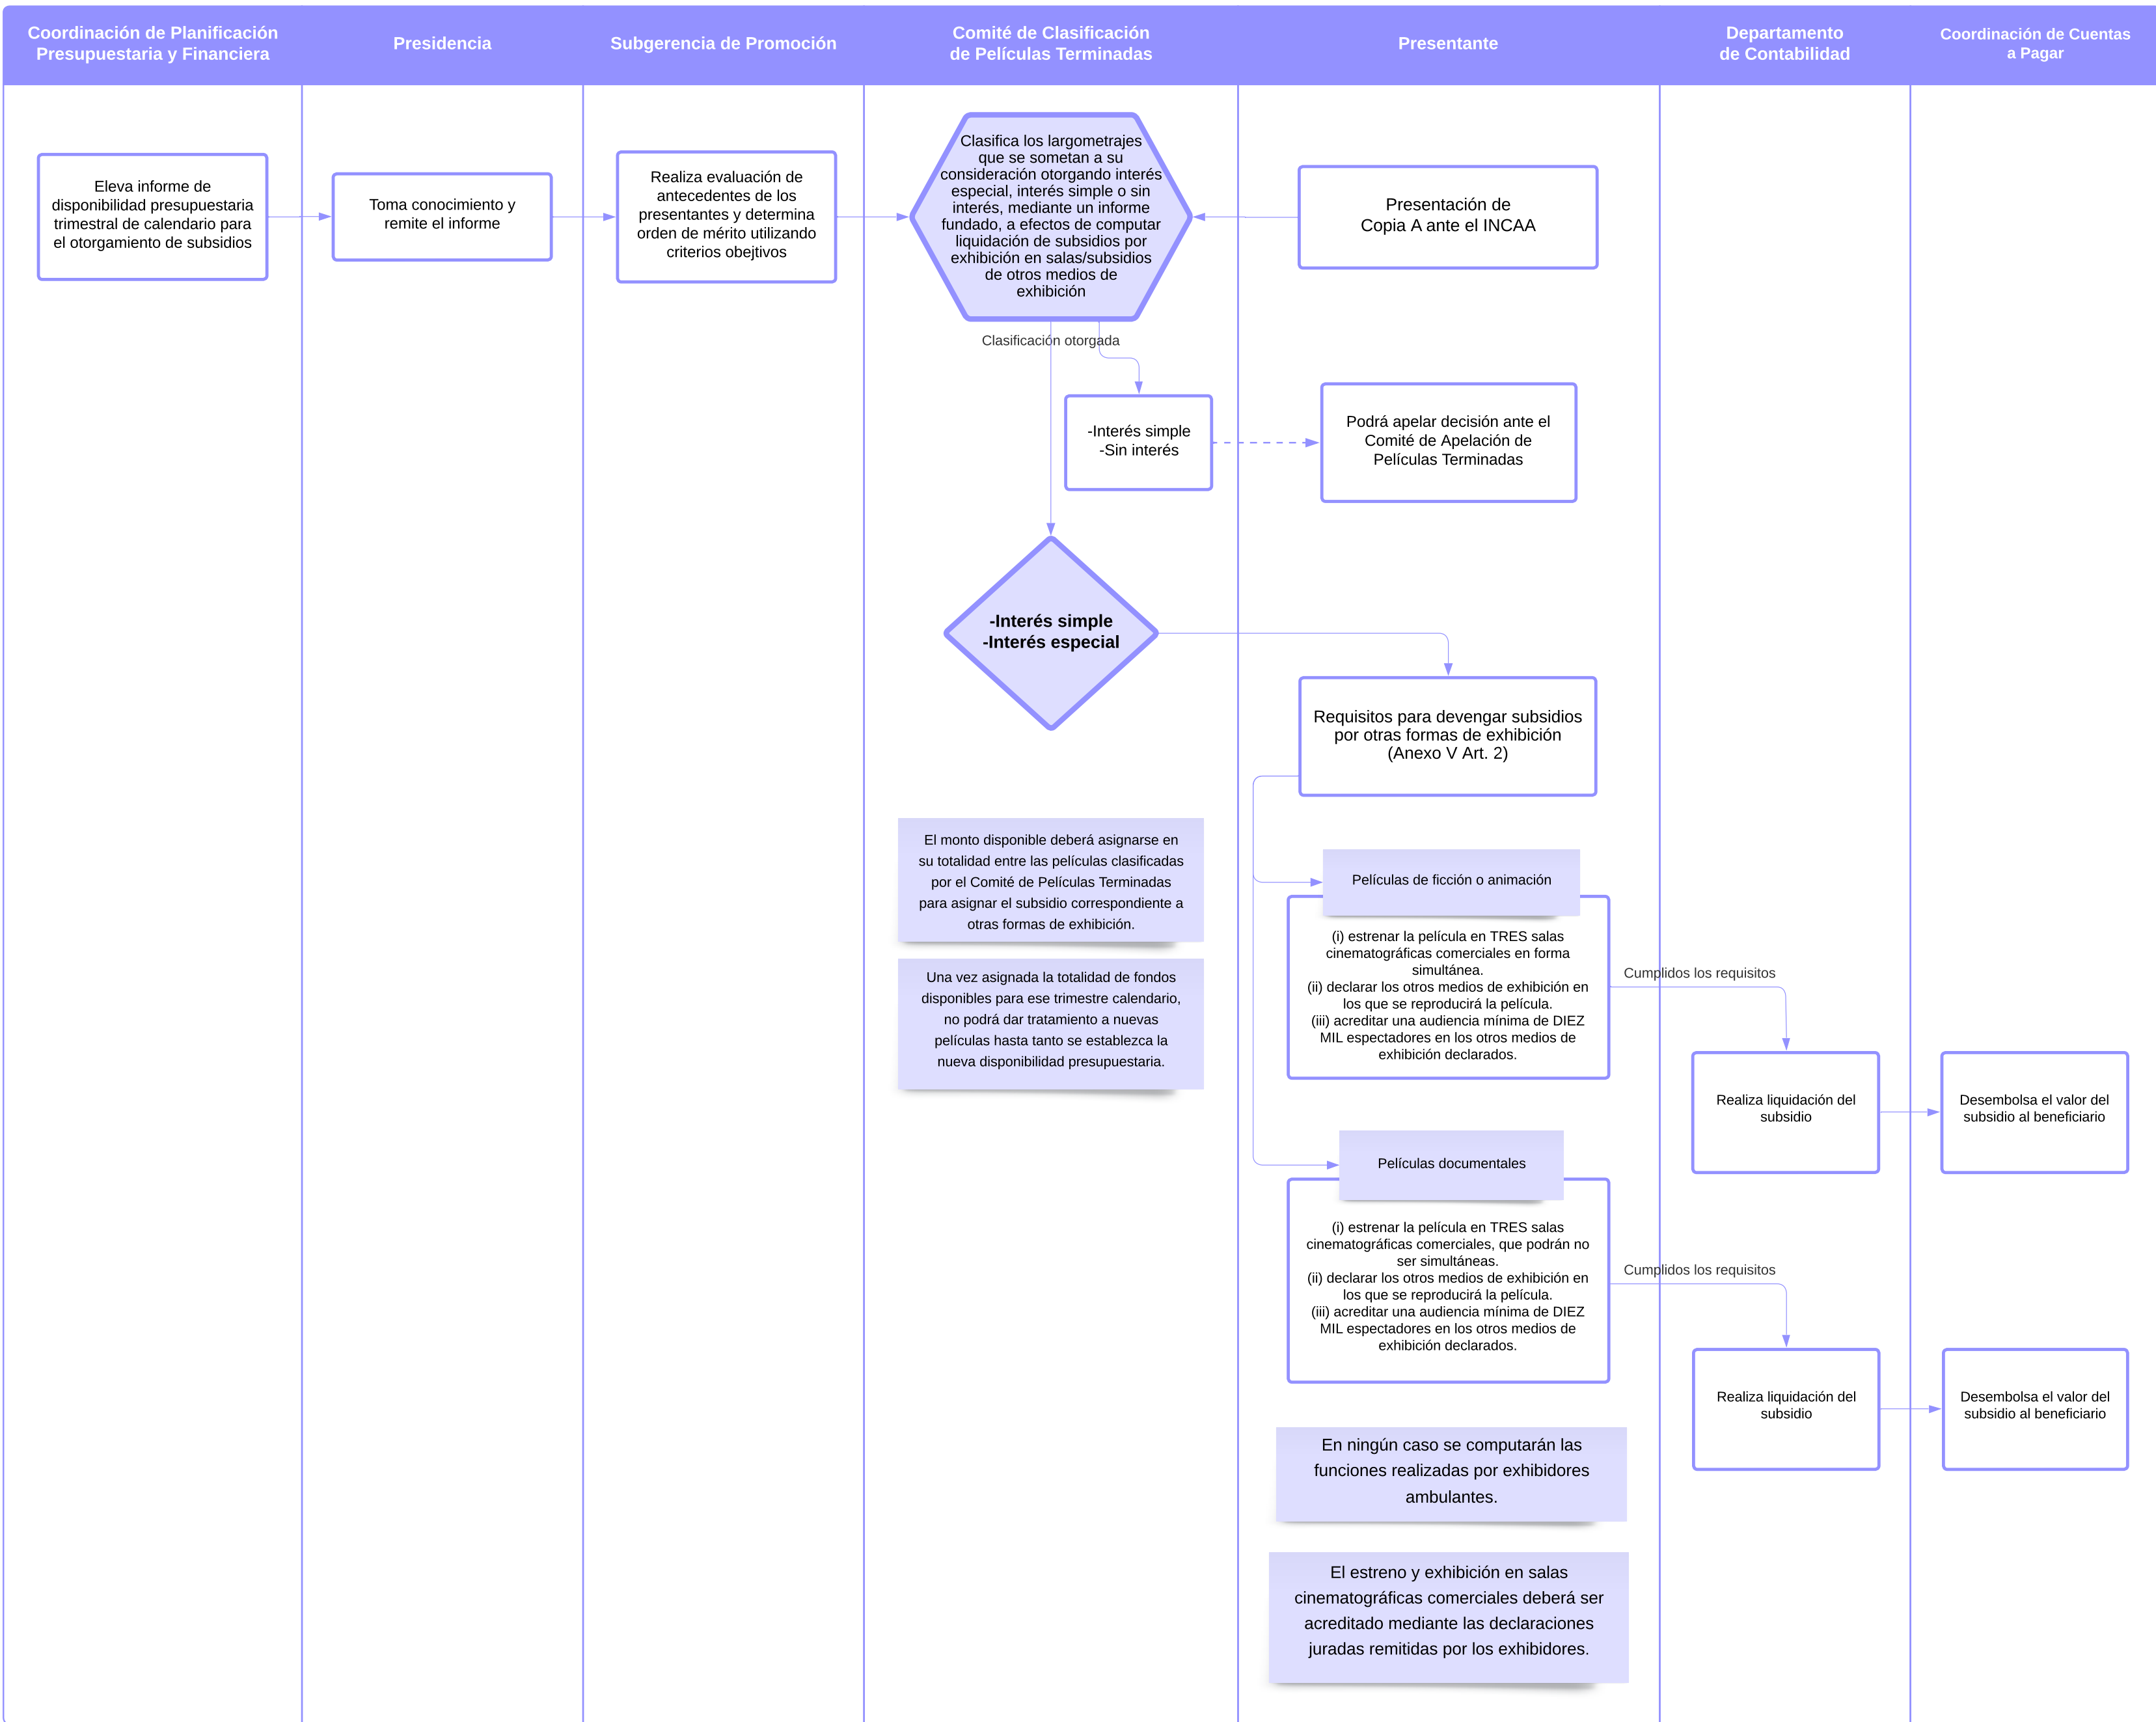 Coordinación de Planificación
Presupuestaria y Financiera
Presidencia
Subgerencia de Promoción
Comité de Clasificación
de Películas Terminadas
Presentante
Departamento
de Contabilidad
Coordinación de Cuentas
a Pagar
Eleva informe de
disponibilidad presupuestaria
trimestral de calendario para
el otorgamiento de subsidios
Toma conocimiento y
remite el informe
Realiza evaluación de
antecedentes de los
presentantes y determina
orden de mérito utilizando
criterios obejtivos
Clasifica los largometrajes
que se sometan a su
consideración otorgando interés
especial, interés simple o sin
interés, mediante un informe
fundado, a efectos de computar
liquidación de subsidios por
exhibición en salas/subsidios
de otros medios de
exhibición
Presentación de
Copia A ante el INCAA
Clasificación otorgada
-Interés simple
-Sin interés
Podrá apelar decisión ante el
Comité de Apelación de
Películas Terminadas
-Interés simple
-Interés especial
Requisitos para devengar subsidios
por otras formas de exhibición
(Anexo V Art. 2)
El monto disponible deberá asignarse en
su totalidad entre las películas clasificadas
por el Comité de Películas Terminadas
para asignar el subsidio correspondiente a
otras formas de exhibición.
Una vez asignada la totalidad de fondos
disponibles para ese trimestre calendario,
no podrá dar tratamiento a nuevas
películas hasta tanto se establezca la
nueva disponibilidad presupuestaria.
Películas de ficción o animación
(i) estrenar la película en TRES salas
cinematográficas comerciales en forma
simultánea.
(ii) declarar los otros medios de exhibición en
los que se reproducirá la película.
(iii) acreditar una audiencia mínima de DIEZ
MIL espectadores en los otros medios de
exhibición declarados.
Cumplidos los requisitos
Realiza liquidación del
subsidio
Desembolsa el valor del
subsidio al beneficiario
Películas documentales
(i) estrenar la película en TRES salas
cinematográficas comerciales, que podrán no
ser simultáneas.
(ii) declarar los otros medios de exhibición en
los que se reproducirá la película.
(iii) acreditar una audiencia mínima de DIEZ
MIL espectadores en los otros medios de
exhibición declarados.
Cumplidos los requisitos
Realiza liquidación del
subsidio
Desembolsa el valor del
subsidio al beneficiario
En ningún caso se computarán las
funciones realizadas por exhibidores
ambulantes.
El estreno y exhibición en salas
cinematográficas comerciales deberá ser
acreditado mediante las declaraciones
juradas remitidas por los exhibidores.